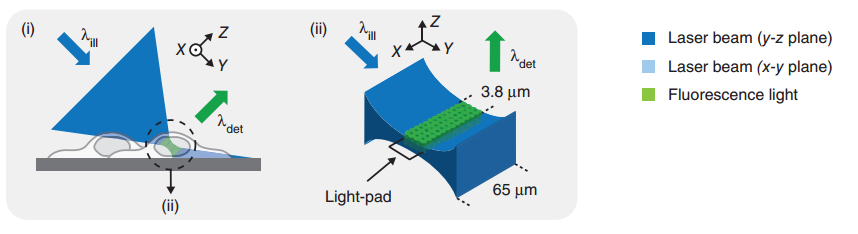 (i)
λill
X
Z
Y
λdet
(ii)
(ii)
λill
Z
X
Y
λdet
3.8 μm
65 μm
Light-pad
Laser beam (y-z plane)
Laser beam (x-y plane)
Fluorescence light